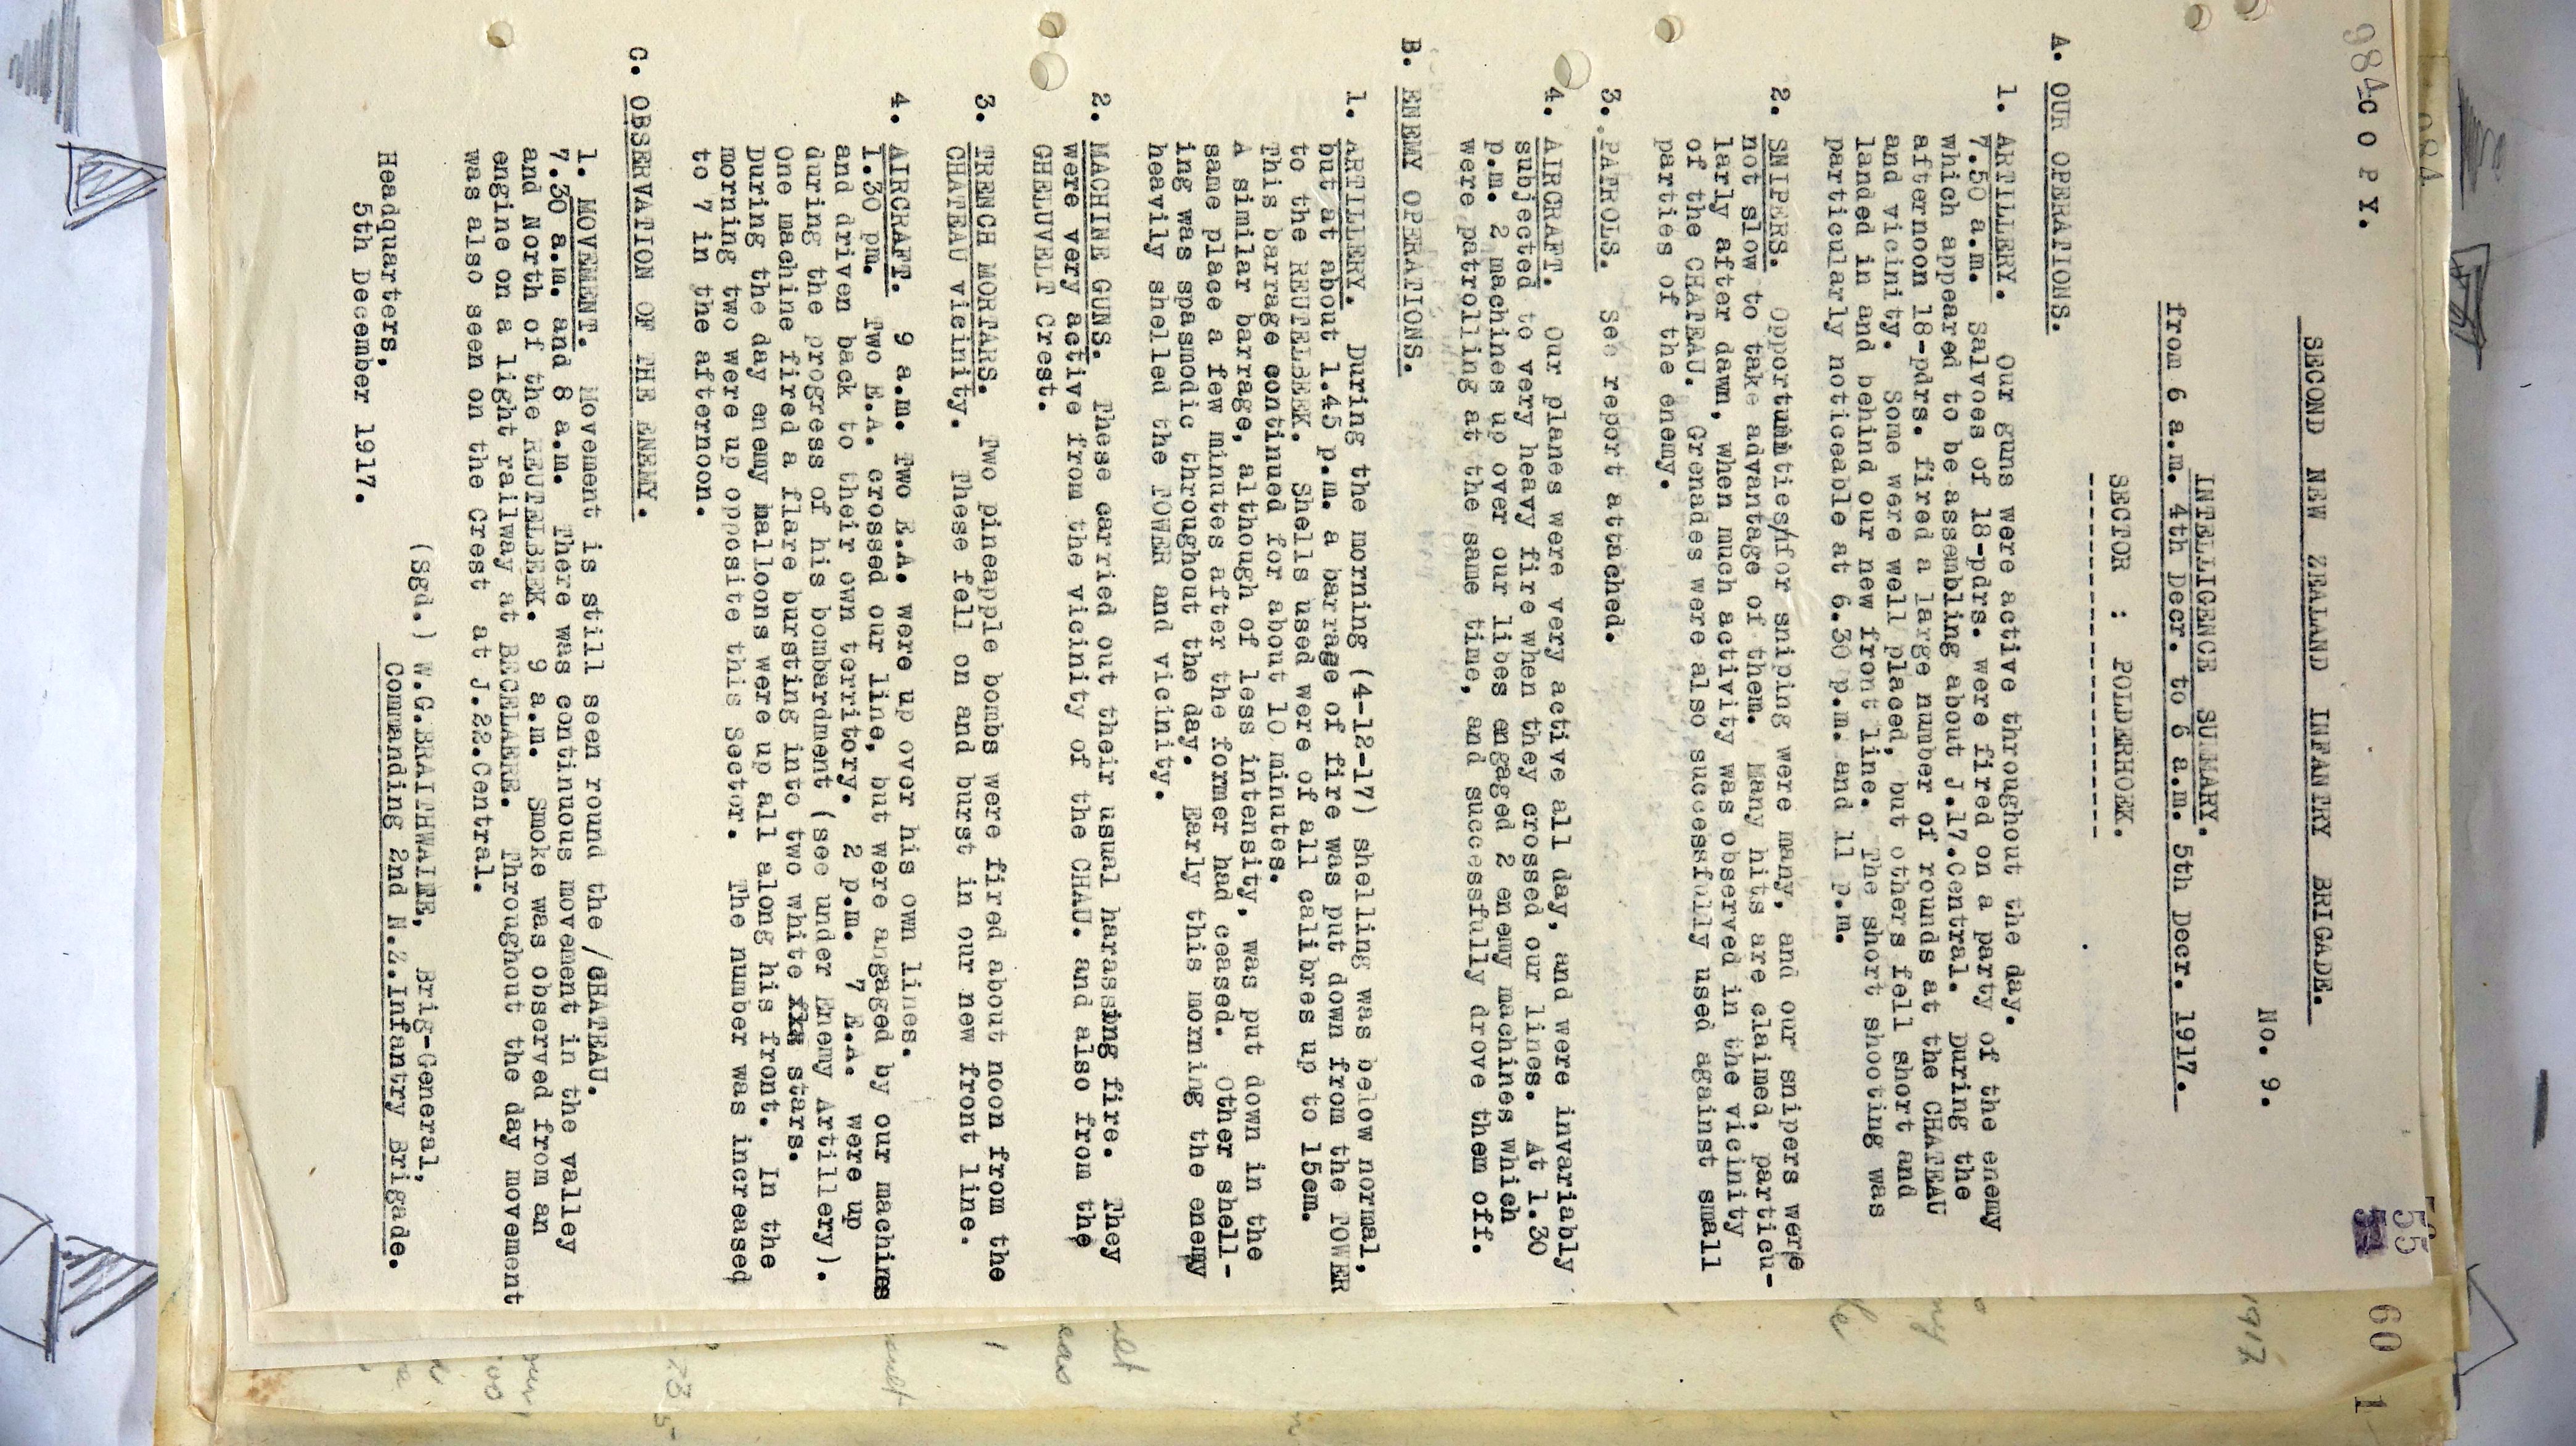 984
984
C O P Y.
565
60 1
SECOND NEW ZEALAND INFANTRY BRIGADE.
No. 9.
INTELLIGENCE SUMMARY.
from 6 a.m. 4th Decr. to 6 a.m. 5th Decr. 1917.
SECTOR : POLDERHOEK.
--------------------
A. OUR OPERATIONS.
1. ARTILLERY. Our guns were active throughout the day.
7.50 a.m. Salvoes of 18-pdrs. were fired on a party of the enemy
which appeared to be assembling about J.17.Central. During the
afternoon 18-pdrs. fired a large number of rounds at the CHATEAU
and vicinity. Some were well placed, but others fell short and
landed in and behind our new front line. The short shooting was
particularly noticeable at 6.30 p.m. and 11 p.m.
2. SNIPERS. Opportunities/for sniping were many, and our snipers were
not slow to take advantage of them. Many hits are claimed, particu-
larly after dawn, when much activity was observed in the vicinity
of the CHATEAU. Grenades were also successfully used against small
parties of the enemy.
3. PATROLS. See report attached.
4. AIRCRAFT. Our planes were very active all day, and were invariably
subjected to very heavy fire when they crossed our lines. At 1.30
p.m. 2 machines up over our libes engaged 2 enemy machines which
were patrolling at the same time, and successfully drove them off.
B. ENEMY OPERATIONS.
1. ARTILLERY. During the morning (4-12-17) shelling was below normal,
but at about 1.45 p.m. a barrage of fire was put down from the TOWER
to the REUTELBEEK. Shells used were of all calibres up to 15cm.
This barrage continued for about 10 minutes.
A similar barrage, although of less intensity, was put down in the
same place a few minutes after the former had ceased. Other shell-
ing was spasmodic throughout the day. Early this morning the enemy
heavily shelled the TOWER and vicinity.
2. MACHINE GUNS. These carried out their usual harassing fire. They
were very active from the vicinity of the CHAU. and also from the
GHELUVELT Crest.
3. TRENCH MORTARS. Two pineapple bombs were fired about noon from the
CHATEAU vicinity. These fell on and burst in our new front line.
4. AIRCRAFT. 9 a.m. Two E.A. were up over his own lines.
1.30 pm. Two E.A. crossed our line, but were angaged by our machines
and driven back to their own territory. 2 p.m. 7 E.A. were up
during the progress of his bombardment (see under Enemy Artillery).
One machine fired a flare bursting into two white stars.
During the day enemy balloons were up all along his front. In the
morning two were up opposite this Sector. The number was increased
to 7 in the afternoon.
C. OBSERVATION OF THE ENEMY.
1. MOVEMENT. Movement is still seen round the /CHATEAU.
7.30 a.m. and 8 a.m. There was continuous movement in the valley
and North of the REUTELBEEK. 9 a.m. Smoke was observed from an
engine on a light railway at BECELAERE. Throughout the day movement
was also seen on the Crest at J.22.Central.
(Sgd.) W.G.BRAITHWAITE, Brig-General,
Commanding 2nd N.Z.Infantry Brigade.
Headquarters,
5th December 1917.
1917